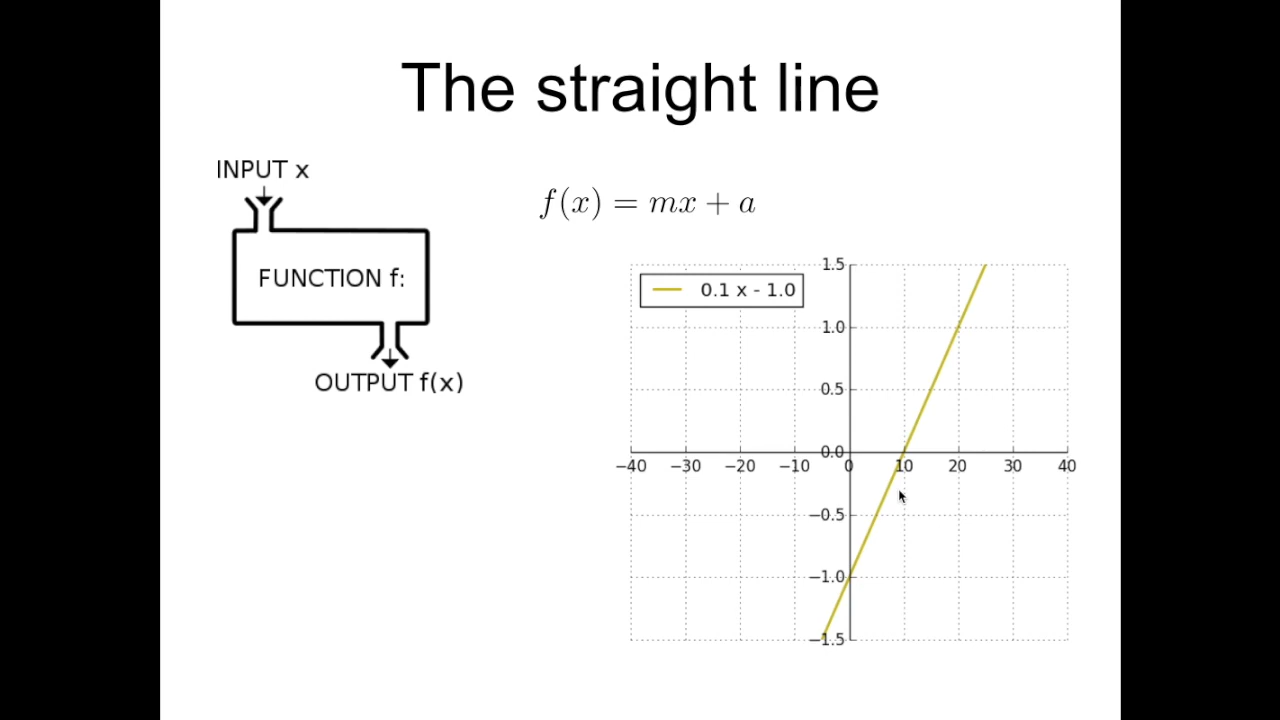 The straight line
INPUT x
f(x) = mx + a
FUNCTION f:
OUTPUT f(x)
0.1 x - 1.0
1.5
1.0
0.5
0.0
−40 −30 −20 −10 0 10 20 30 40
−0.5
−1.0
−1.5